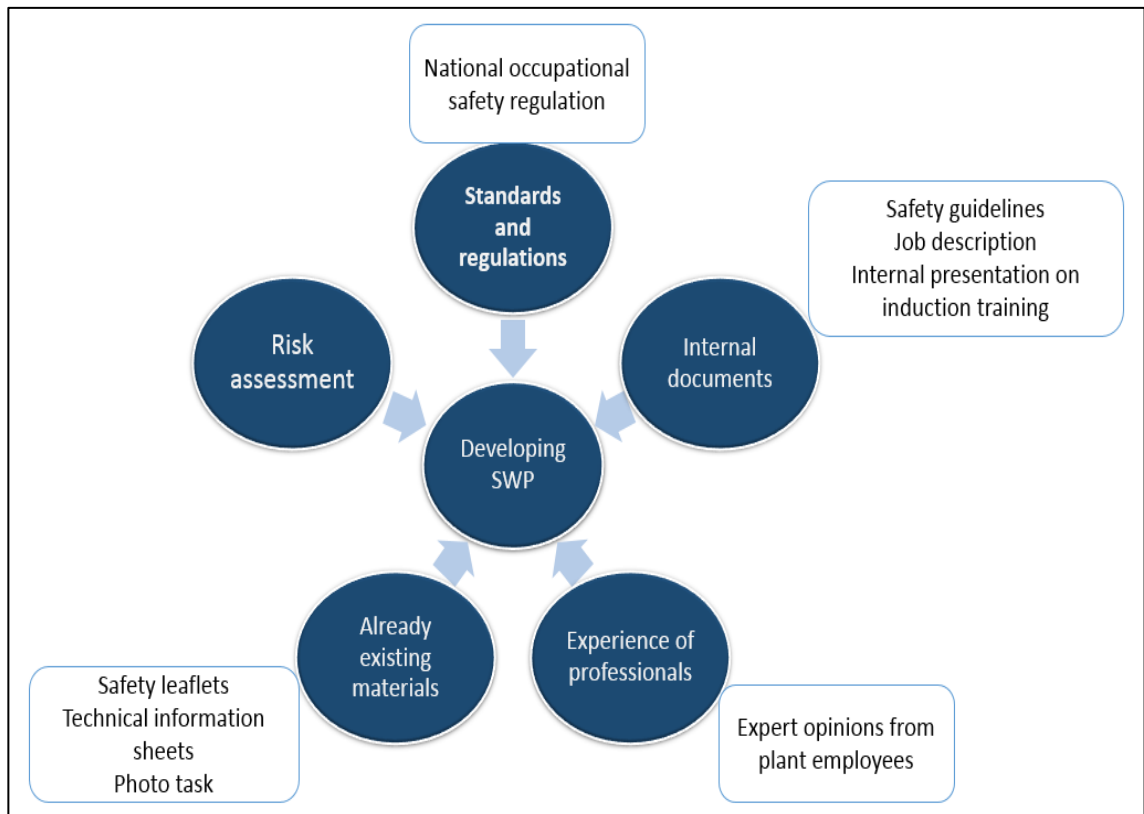 National occupational
safety regulation
Standards
and
regulations
Safety guidelines
Job description
Internal presentation on
induction training
Risk
assessment
Internal
documents
Developing
SWP
Already
existing
materials
Experience of
professionals
Safety leaflets
Technical information
sheets
Photo task
Expert opinions from
plant employees